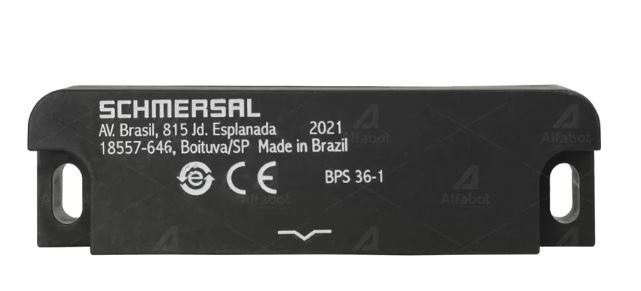 SCHMERSAL
AV. Brasil, 815 Jd. Esplanada 2021
18557-646, Boituva/SP Made in Brazil
e CE BPS 36-1
Alfabot
Alfabot
Alfabot
Alfabot